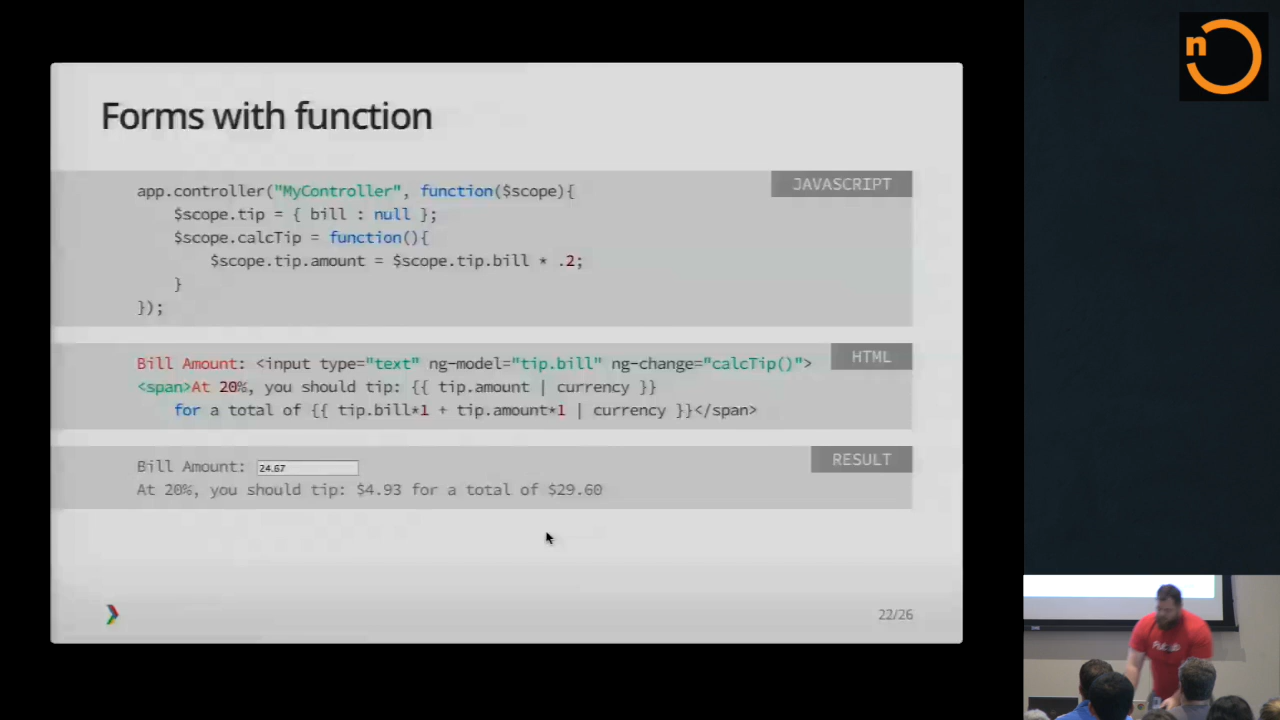 n
Forms with function
JAVASCRIPT
app.controller("MyController", function($scope){
$scope.tip = { bill : null };
$scope.calcTip = function(){
$scope.tip.amount = $scope.tip.bill * .2;
}
});
HTML
Bill Amount: <input type="text" ng-model="tip.bill" ng-change="calcTip()">
<span>At 20%, you should tip: {{ tip.amount | currency }}
for a total of {{ tip.bill*1 + tip.amount*1 | currency }}</span>
RESULT
Bill Amount: 24.67
At 20%, you should tip: $4.93 for a total of $29.60
22/26